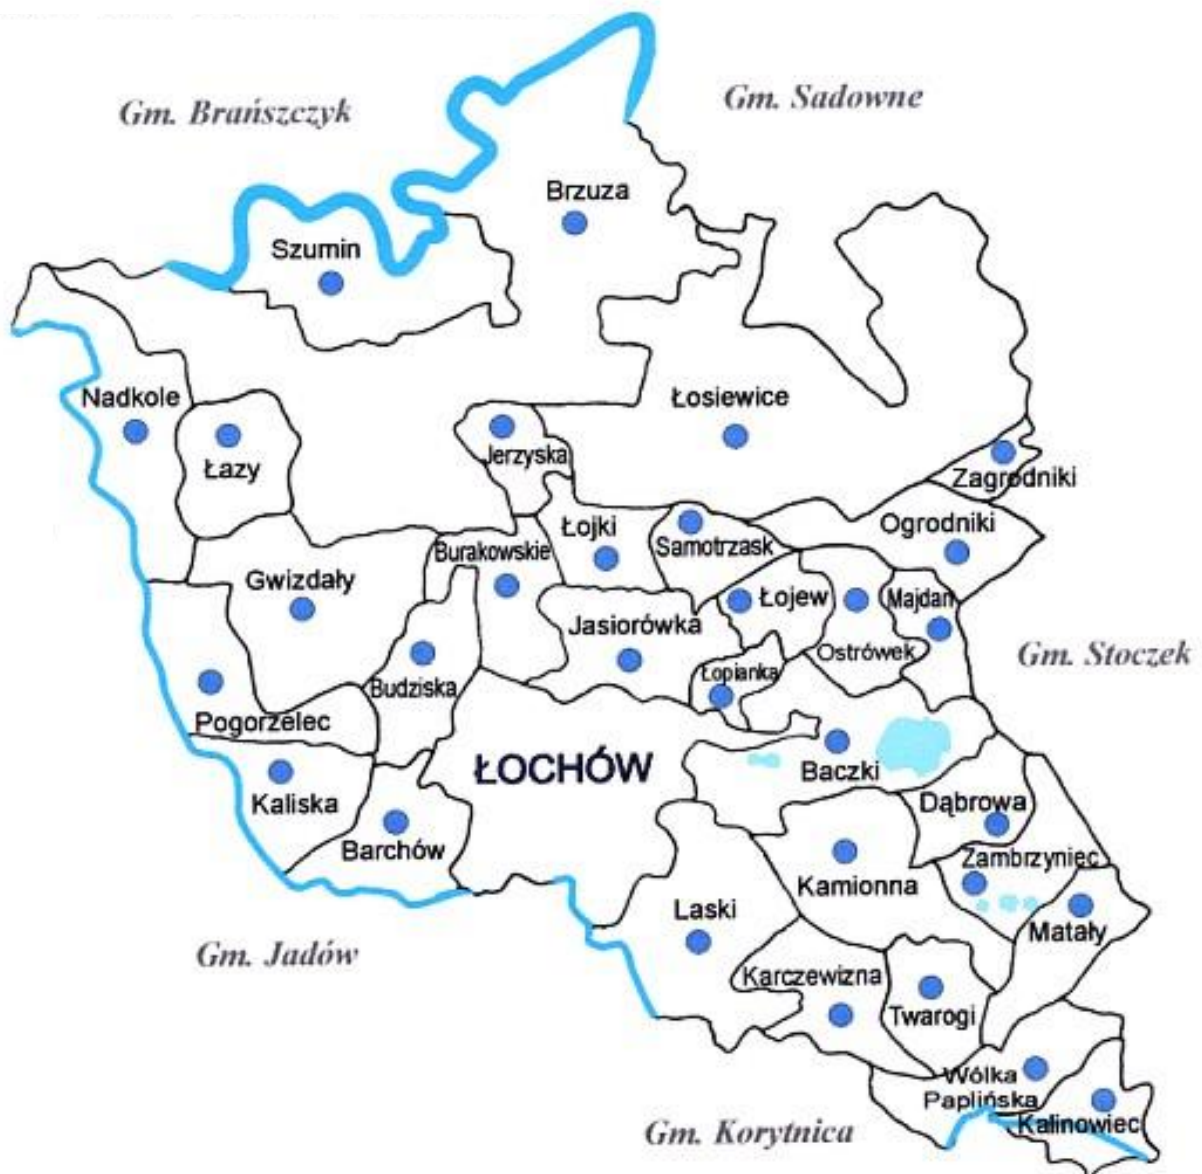 Gm. Brańszczyk
Gm. Sadowne
Brzuza
Szumin
Nadkole
Łosiewice
Jerzyska
Łazy
Zagrodniki
Ogrodniki
Łojki
Samotrzask
Burakowskie
Gwizdały
Łojew
Majdan
Jasiorówka
Ostrówek
Gm. Stoczek
Łopianka
Budziska
Pogorzelec
ŁOCHÓW
Baczki
Kaliska
Dąbrowa
Barchów
Zambrzyniec
Kamionna
Laski
Matały
Gm. Jadów
Karczewizna
Twarogi
Wólka
Paplińska
Kalinowiec
Gm. Korytnica